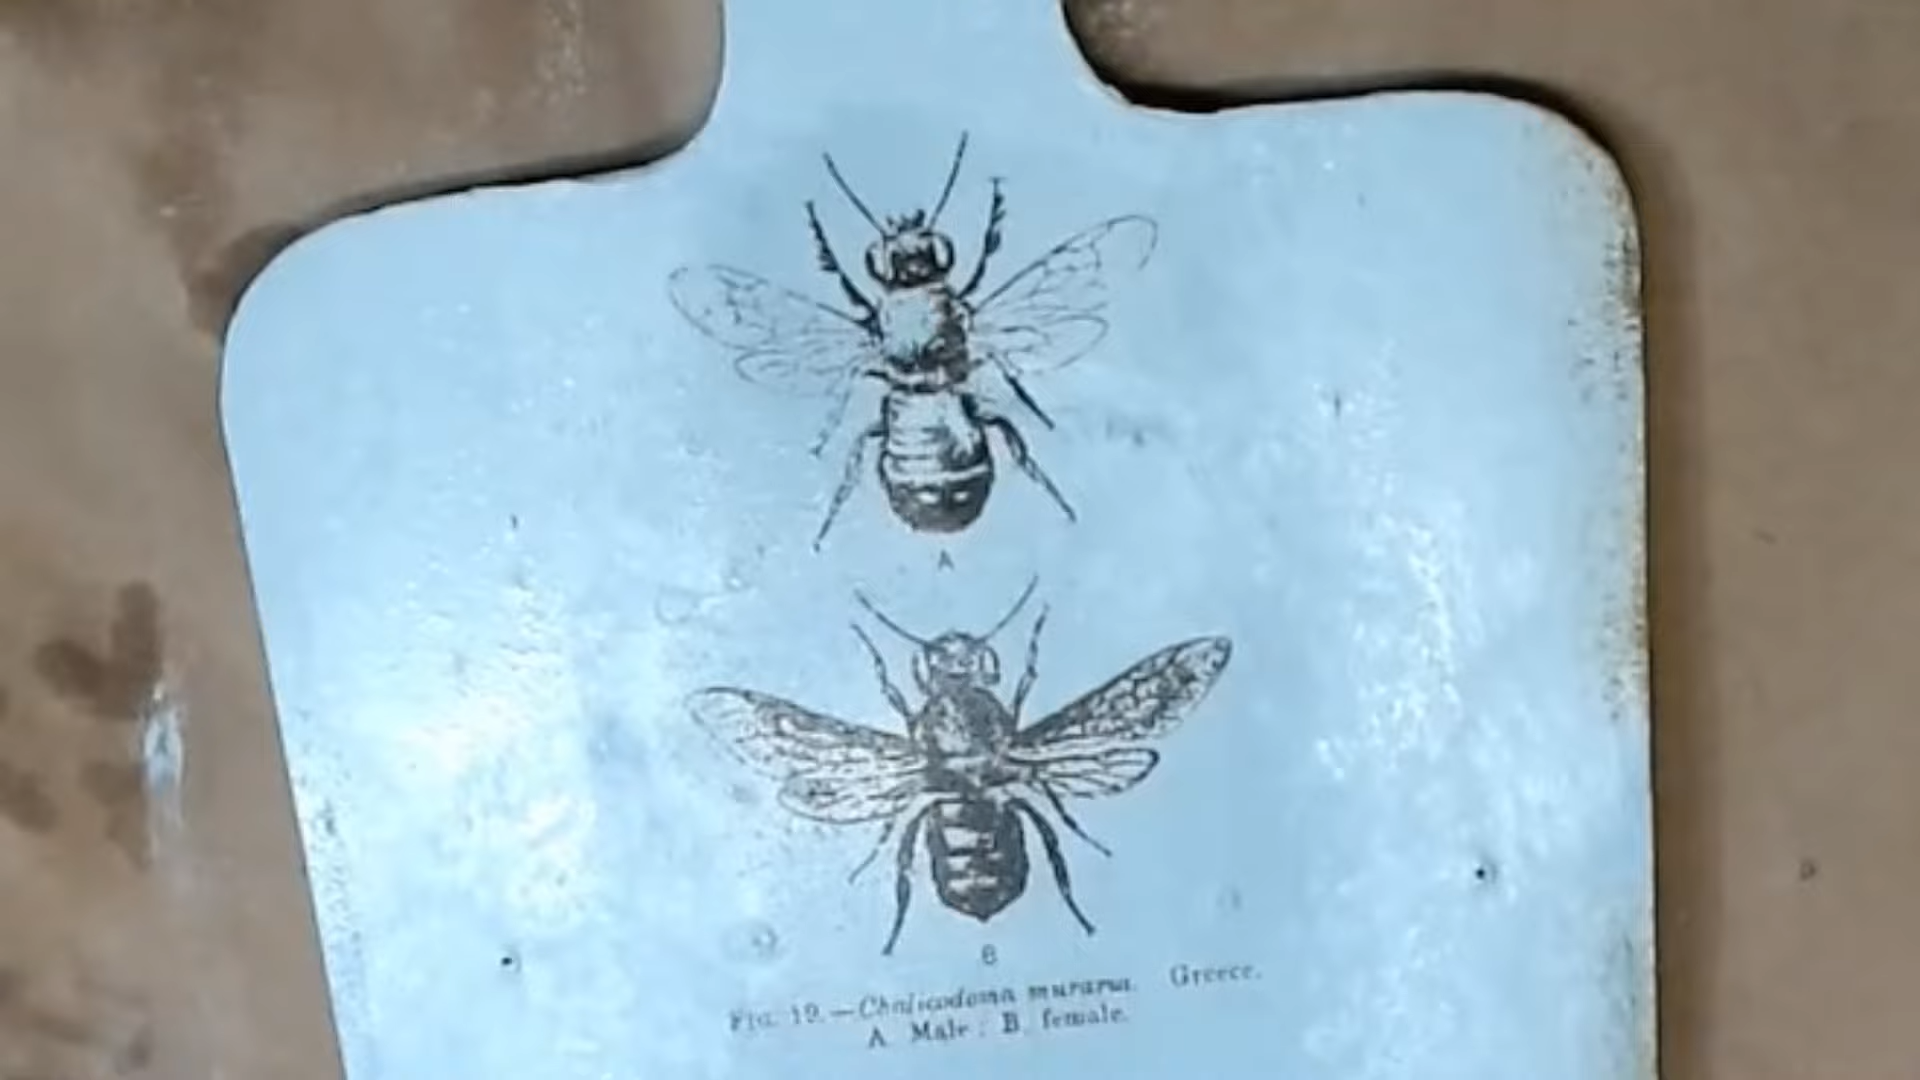 A
B
Fig. 19.—Chalicodoma muraria. Greece.
A Male; B, female.